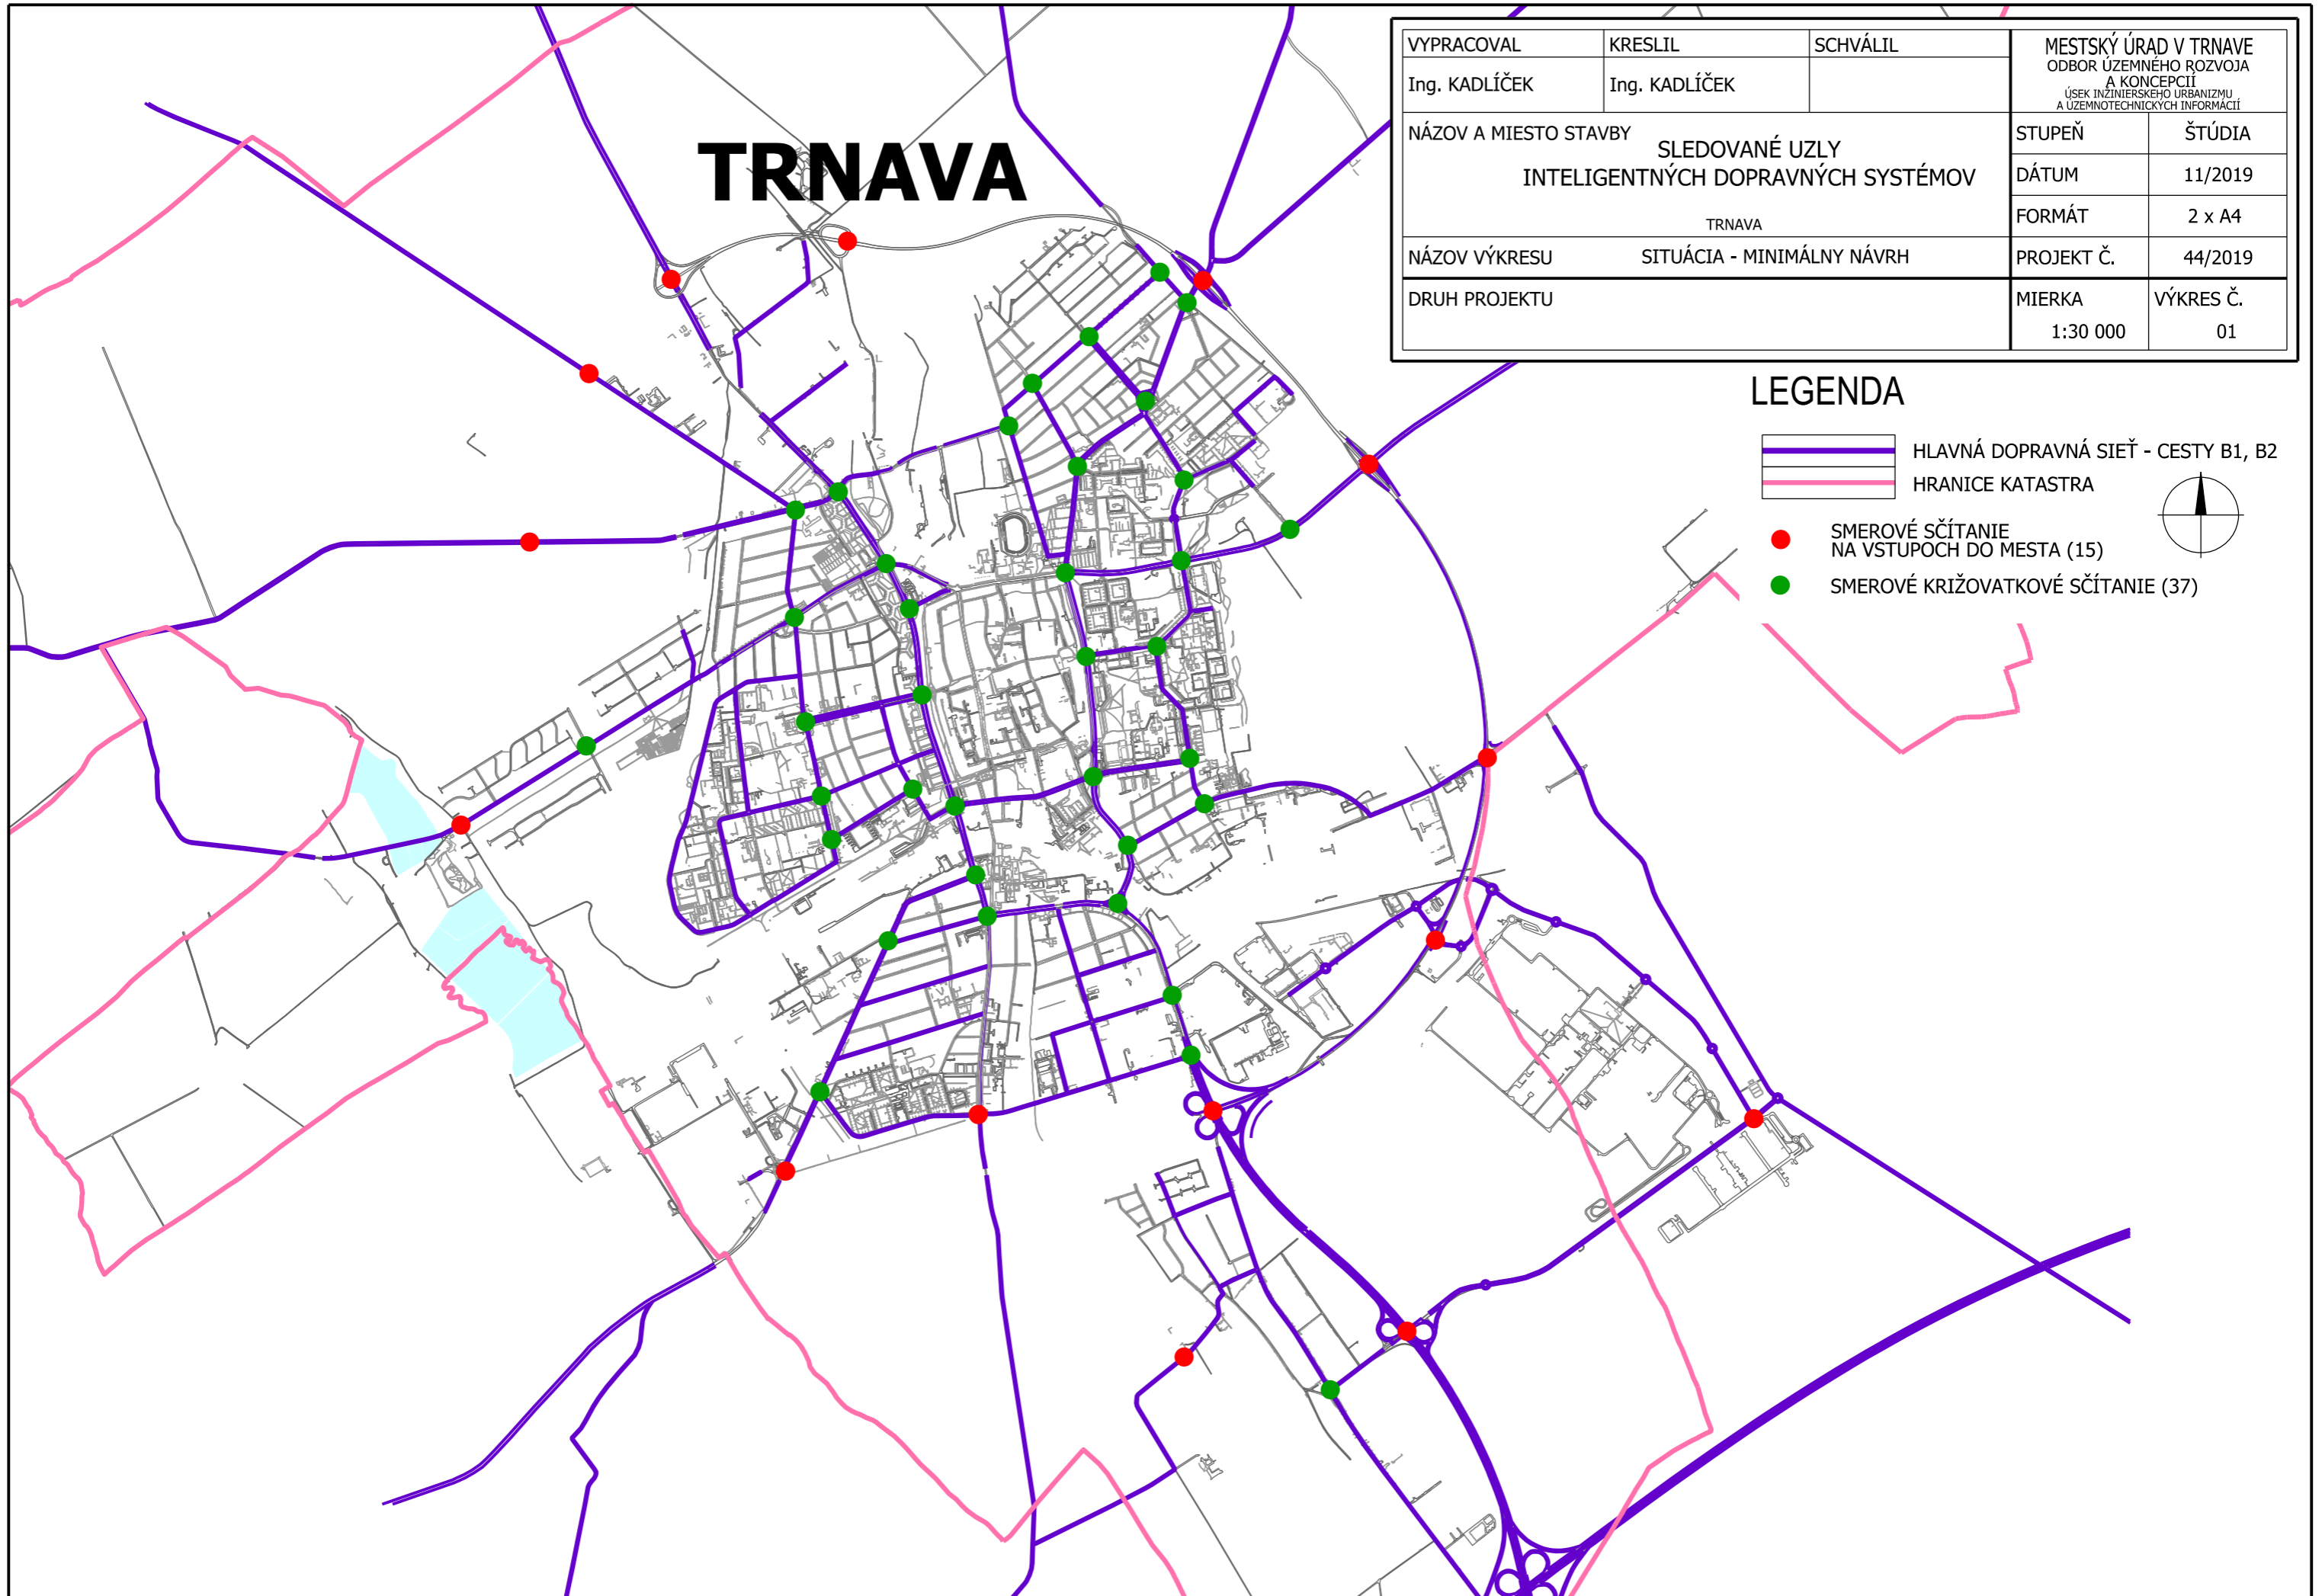 TRNAVA
VYPRACOVAL
KRESLIL
SCHVÁLIL
Ing. KADLÍČEK
Ing. KADLÍČEK
MESTSKÝ ÚRAD V TRNAVE
ODBOR ÚZEMNÉHO ROZVOJA
A KONCEPCIÍ
ÚSEK INŽINIERSKEHO URBANIZMU
A ÚZEMNOTECHNICKÝCH INFORMÁCIÍ
NÁZOV A MIESTO STAVBY
SLEDOVANÉ UZLY
INTELIGENTNÝCH DOPRAVNÝCH SYSTÉMOV
TRNAVA
STUPEŇ
ŠTÚDIA
DÁTUM
11/2019
FORMÁT
2 x A4
NÁZOV VÝKRESU
SITUÁCIA - MINIMÁLNY NÁVRH
PROJEKT Č.
44/2019
DRUH PROJEKTU
MIERKA
1:30 000
VÝKRES Č.
01
LEGENDA
HLAVNÁ DOPRAVNÁ SIEŤ - CESTY B1, B2
HRANICE KATASTRA
SMEROVÉ SČÍTANIE
NA VSTUPOCH DO MESTA (15)
SMEROVÉ KRIŽOVATKOVÉ SČÍTANIE (37)